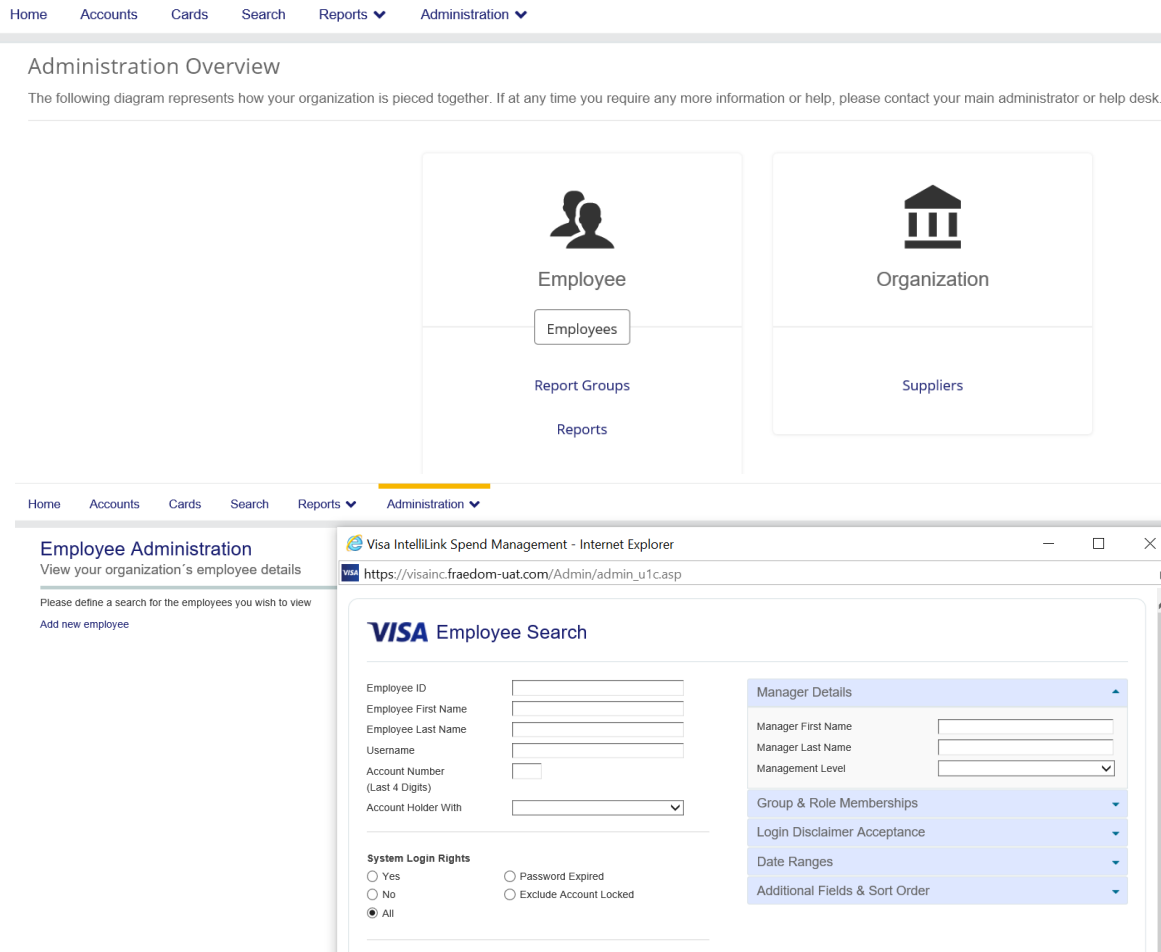 Home Accounts Cards Search Reports Administration
Administration Overview
The following diagram represents how your organization is pieced together. If at any time you require any more information or help, please contact your main administrator or help desk.
Employee
Employees
Report Groups
Reports
Organization
Suppliers
Home Accounts Cards Search Reports Administration
Employee Administration
View your organization´s employee details
Please define a search for the employees you wish to view
Add new employee
Visa IntelliLink Spend Management - Internet Explorer
VISA https://visainc.fraedom-uat.com/Admin/admin_u1c.asp
VISA Employee Search
Employee ID
Employee First Name
Employee Last Name
Username
Account Number
(Last 4 Digits)
Account Holder With
System Login Rights
Yes Password Expired
No Exclude Account Locked
All
Manager Details
Manager First Name
Manager Last Name
Management Level
Group & Role Memberships
Login Disclaimer Acceptance
Date Ranges
Additional Fields & Sort Order